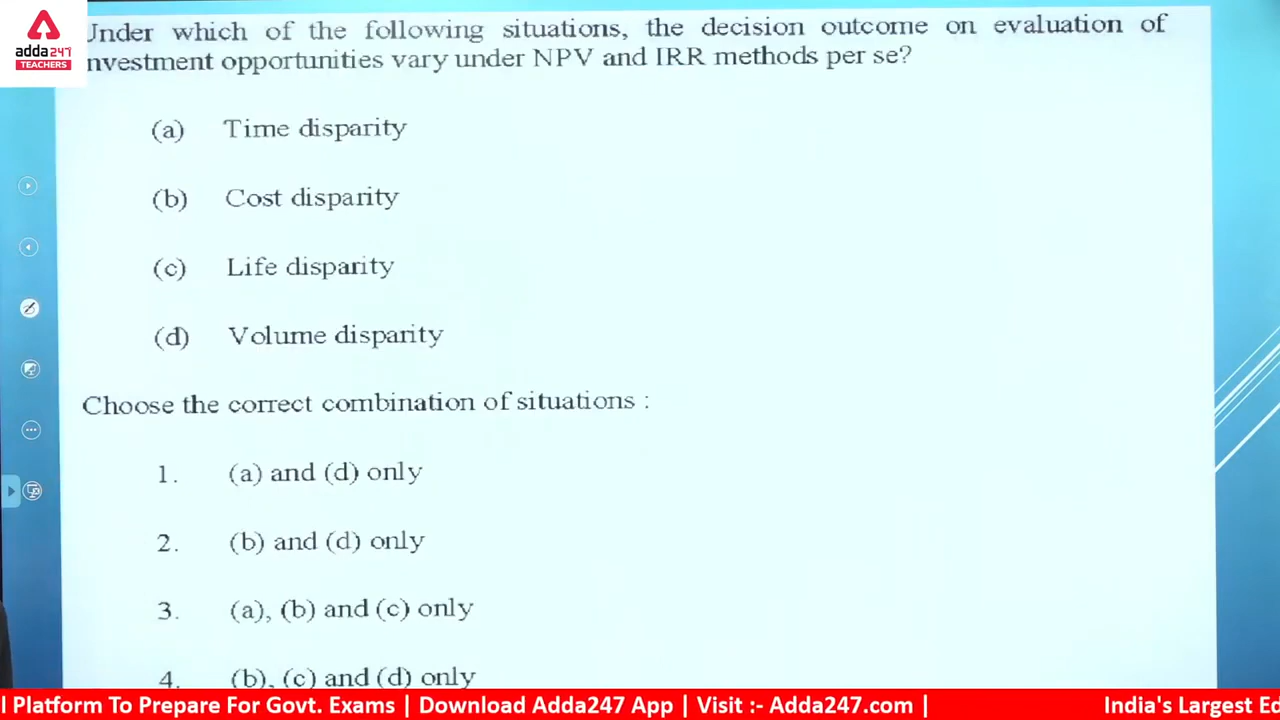 adda247
TEACHERS
Under which of the following situations, the decision outcome on evaluation of
nvestment opportunities vary under NPV and IRR methods per se?
(a) Time disparity
(b) Cost disparity
(c) Life disparity
(d) Volume disparity
Choose the correct combination of situations :
1. (a) and (d) only
2. (b) and (d) only
3. (a), (b) and (c) only
4. (b), (c) and (d) only
l Platform To Prepare For Govt. Exams | Download Adda247 App | Visit :- Adda247.com | India's Largest Ed